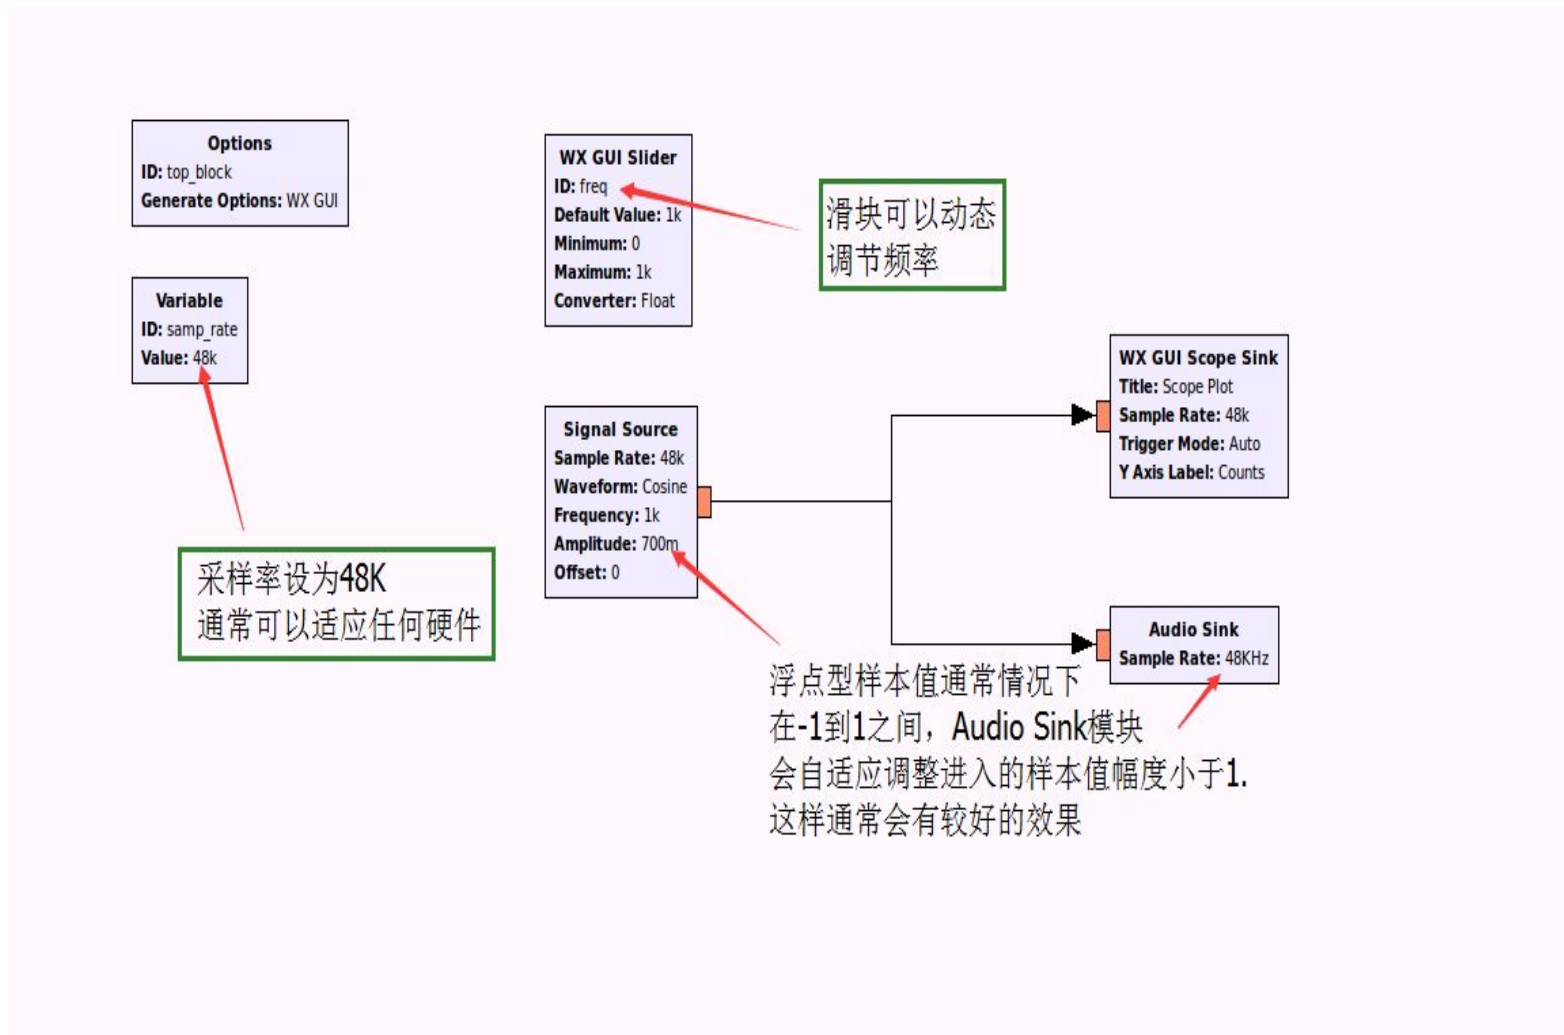 Options
ID: top_block
Generate Options: WX GUI
Variable
ID: samp_rate
Value: 48k
采样率设为48K
通常可以适应任何硬件
WX GUI Slider
ID: freq
Default Value: 1k
Minimum: 0
Maximum: 1k
Converter: Float
滑块可以动态
调节频率
Signal Source
Sample Rate: 48k
Waveform: Cosine
Frequency: 1k
Amplitude: 700m
Offset: 0
WX GUI Scope Sink
Title: Scope Plot
Sample Rate: 48k
Trigger Mode: Auto
Y Axis Label: Counts
Audio Sink
Sample Rate: 48KHz
浮点型样本值通常情况下
在-1到1之间，Audio Sink模块
会自适应调整进入的样本值幅度小于1.
这样通常会有较好的效果